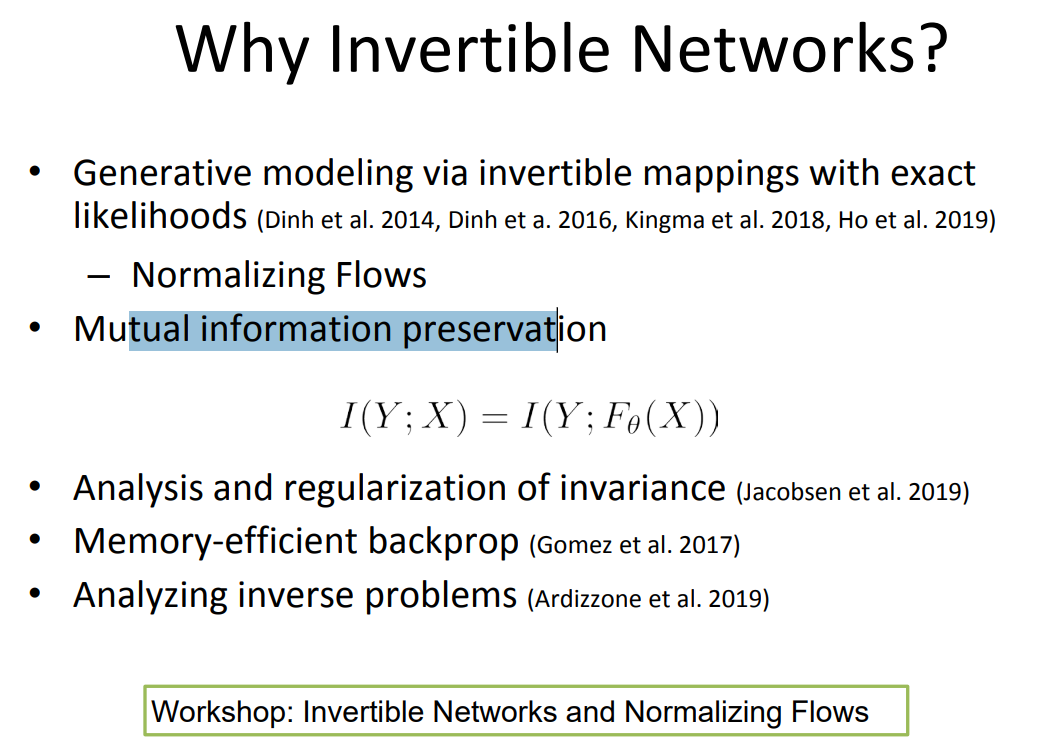 Why Invertible Networks?
• Generative modeling via invertible mappings with exact
likelihoods (Dinh et al. 2014, Dinh et a. 2016, Kingma et al. 2018, Ho et al. 2019)
– Normalizing Flows
• Mutual information preservation
I(Y; X) = I(Y; F_θ(X))
• Analysis and regularization of invariance (Jacobsen et al. 2019)
• Memory-efficient backprop (Gomez et al. 2017)
• Analyzing inverse problems (Ardizzone et al. 2019)
Workshop: Invertible Networks and Normalizing Flows